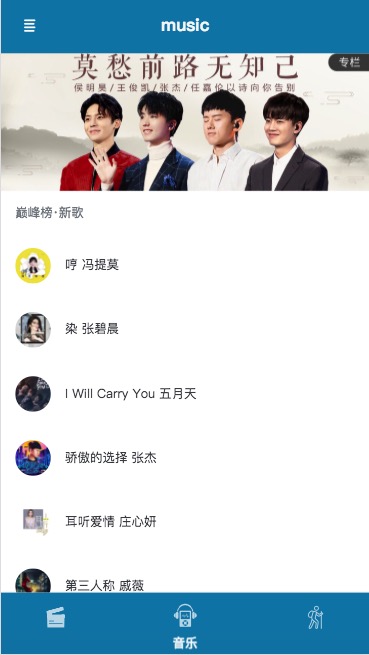 music
专栏
莫愁前路无知己
侯明昊/王俊凯/张杰/任嘉伦以诗向你告别
巅峰榜·新歌
哼 冯提莫
染 张碧晨
I Will Carry You 五月天
骄傲的选择 张杰
耳听爱情 庄心妍
第三人称 戚薇
音乐